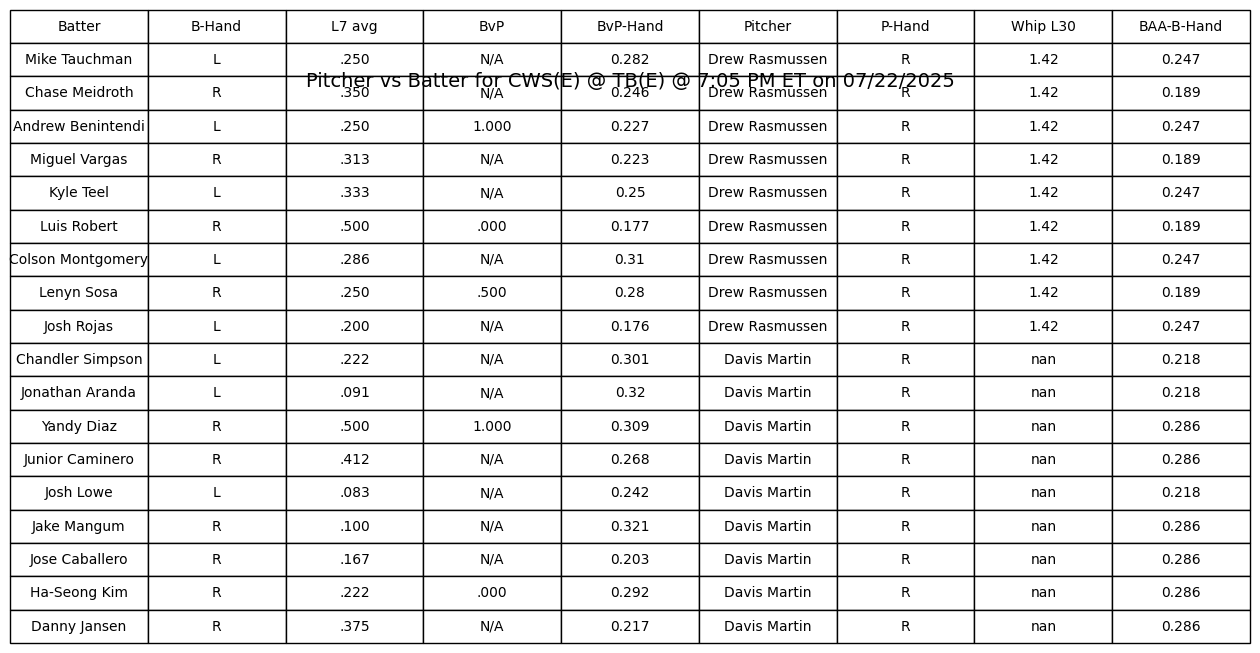 Batter B-Hand L7 avg BvP BvP-Hand Pitcher P-Hand Whip L30 BAA-B-Hand
Mike Tauchman L .250 N/A 0.282 Drew Rasmussen R 1.42 0.247
Pitcher vs Batter for CWS(E) @ TB(E) @ 7:05 PM ET on 07/22/2025
Chase Meidroth R .350 N/A 0.246 Drew Rasmussen R 1.42 0.189
Andrew Benintendi L .250 1.000 0.227 Drew Rasmussen R 1.42 0.247
Miguel Vargas R .313 N/A 0.223 Drew Rasmussen R 1.42 0.189
Kyle Teel L .333 N/A 0.25 Drew Rasmussen R 1.42 0.247
Luis Robert R .500 .000 0.177 Drew Rasmussen R 1.42 0.189
Colson Montgomery L .286 N/A 0.31 Drew Rasmussen R 1.42 0.247
Lenyn Sosa R .250 .500 0.28 Drew Rasmussen R 1.42 0.189
Josh Rojas L .200 N/A 0.176 Drew Rasmussen R 1.42 0.247
Chandler Simpson L .222 N/A 0.301 Davis Martin R nan 0.218
Jonathan Aranda L .091 N/A 0.32 Davis Martin R nan 0.218
Yandy Diaz R .500 1.000 0.309 Davis Martin R nan 0.286
Junior Caminero R .412 N/A 0.268 Davis Martin R nan 0.286
Josh Lowe L .083 N/A 0.242 Davis Martin R nan 0.218
Jake Mangum R .100 N/A 0.321 Davis Martin R nan 0.286
Jose Caballero R .167 N/A 0.203 Davis Martin R nan 0.286
Ha-Seong Kim R .222 .000 0.292 Davis Martin R nan 0.286
Danny Jansen R .375 N/A 0.217 Davis Martin R nan 0.286